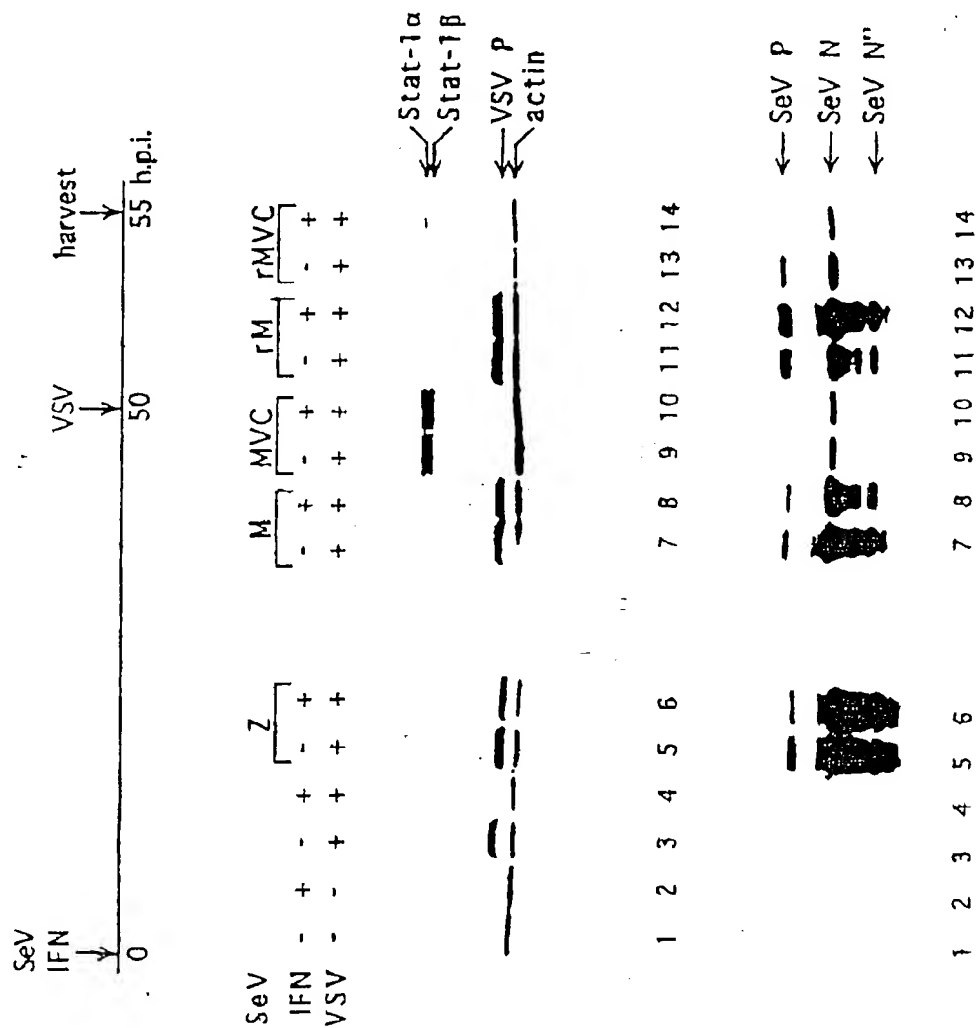 SeV
IFN
VSV
harvest
0
50
55 h.p.i.
SeV Z M MVC rM rMVC
IFN - + - + - + - + - + - + - +
VSV - - + + + + + + + + + + + +
Stat-1α
Stat-1β
VSV P
actin
1 2 3 4 5 6 7 8 9 10 11 12 13 14
SeV P
SeV N
SeV N"
1 2 3 4 5 6 7 8 9 10 11 12 13 14